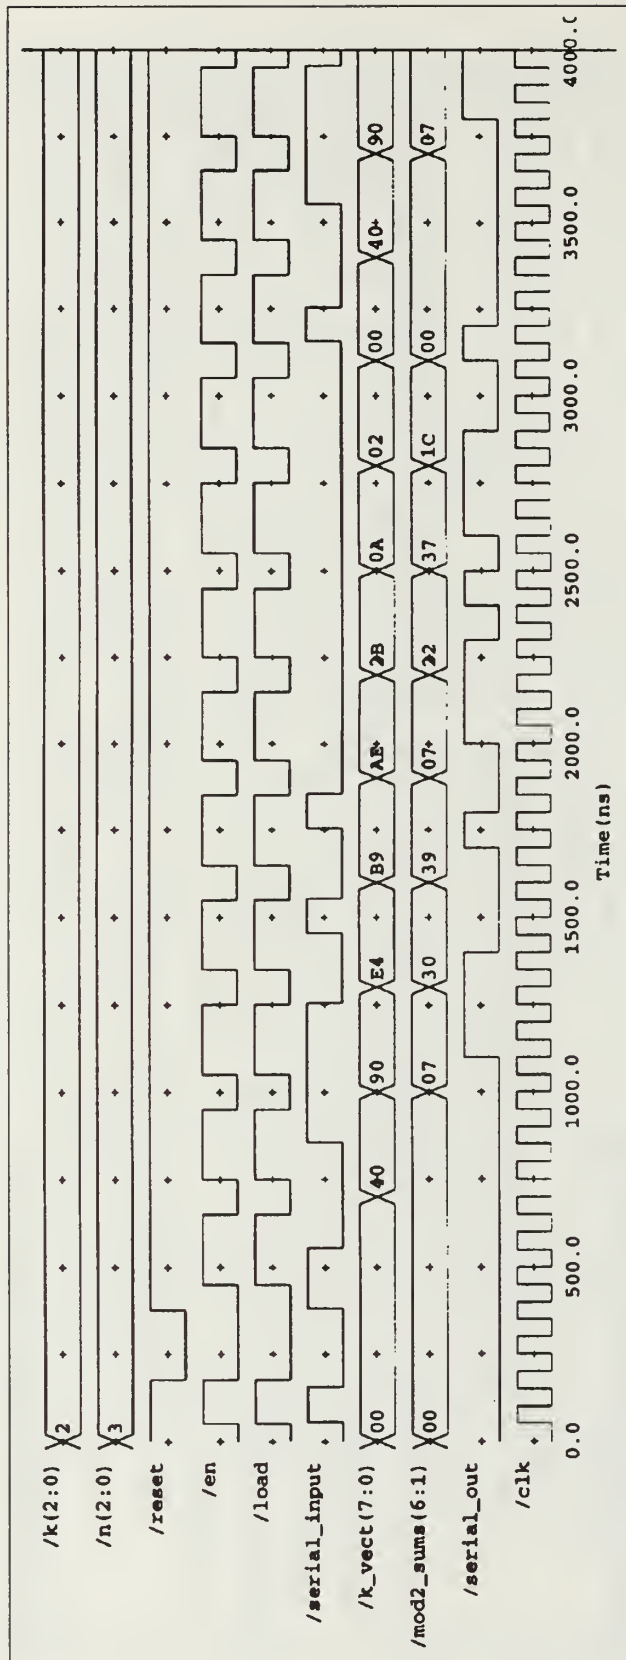 /k(2:0) 2
/n(2:0) 3
/reset
/en
/load
/serial_input
/k_vect(7:0) 00 40 90 E4 B9 AE 2B 0A 02 00 40 90
/mod2_sums(6:1) 00 07 30 39 07 22 37 1C 00 07
/serial_out
/clk
0.0 500.0 1000.0 1500.0 2000.0 2500.0 3000.0 3500.0 4000.0
Time(ns)